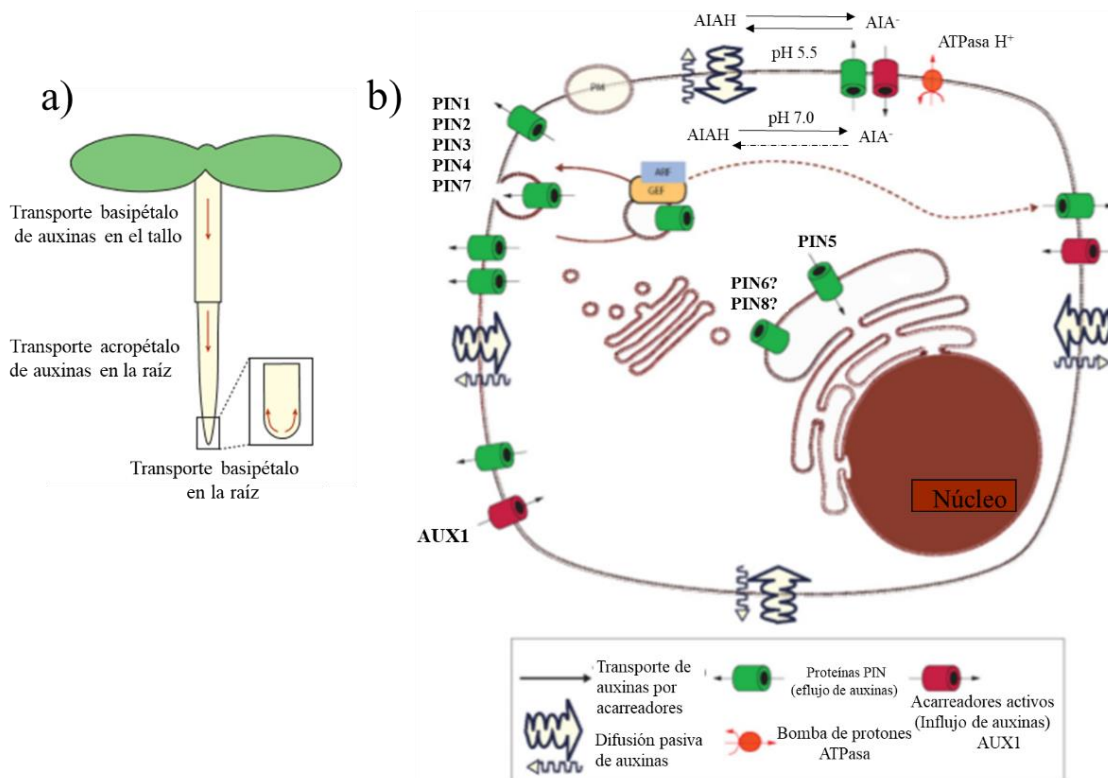 a)
Transporte basipétalo
de auxinas en el tallo
Transporte acropétalo
de auxinas en la raíz
Transporte basipétalo
en la raíz
b)
AIAH
AIA-
pH 5.5
ATPasa H+
PM
PIN1
PIN2
PIN3
PIN4
PIN7
pH 7.0
AIAH
AIA-
ARF
GEF
PIN5
PIN6?
PIN8?
Núcleo
AUX1
Transporte de
auxinas por
acarreadores
Proteínas PIN
(eflujo de auxinas)
Acarreadores activos
(Influjo de auxinas)
AUX1
Difusión pasiva
de auxinas
Bomba de protones
ATPasa